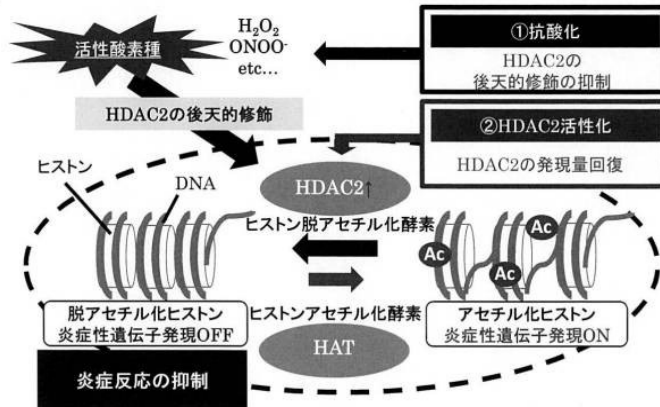 活性酸素種
H₂O₂
ONOO⁻
etc…
①抗酸化
HDAC2の
後天的修飾の抑制
HDAC2の後天的修飾
②HDAC2活性化
HDAC2の発現量回復
ヒストン
DNA
HDAC2↑
ヒストン脱アセチル化酵素
Ac
Ac
Ac
脱アセチル化ヒストン
炎症性遺伝子発現OFF
ヒストンアセチル化酵素
HAT
アセチル化ヒストン
炎症性遺伝子発現ON
炎症反応の抑制